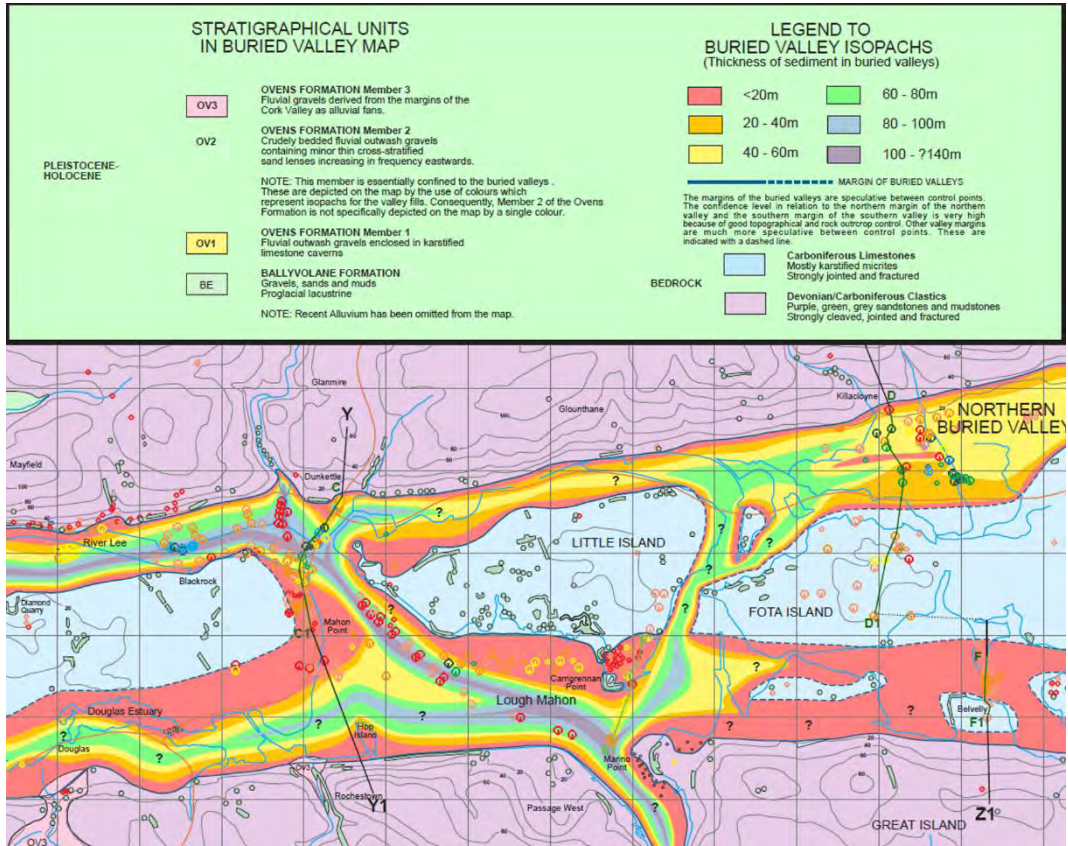 STRATIGRAPHICAL UNITS
IN BURIED VALLEY MAP
PLEISTOCENE-
HOLOCENE
OV3
OVENS FORMATION Member 3
Fluvial gravels derived from the margins of the
Cork Valley as alluvial fans.
OV2
OVENS FORMATION Member 2
Crudely bedded fluvial outwash gravels
containing minor thin cross-stratified
sand lenses increasing in frequency eastwards.
NOTE: This member is essentially confined to the buried valleys .
These are depicted on the map by the use of colours which
represent isopachs for the valley fills. Consequently, Member 2 of the Ovens
Formation is not specifically depicted on the map by a single colour.
OV1
OVENS FORMATION Member 1
Fluvial outwash gravels enclosed in karstified
limestone caverns
BE
BALLYVOLANE FORMATION
Gravels, sands and muds
Proglacial lacustrine
NOTE: Recent Alluvium has been omitted from the map.
LEGEND TO
BURIED VALLEY ISOPACHS
(Thickness of sediment in buried valleys)
<20m
20 - 40m
40 - 60m
60 - 80m
80 - 100m
100 - ?140m
MARGIN OF BURIED VALLEYS
The margins of the buried valleys are speculative between control points.
The confidence level in relation to the northern margin of the northern
valley and the southern margin of the southern valley is very high
because of good topographical and rock outrcrop control. Other valley margins
are much more speculative between control points. These are
indicated with a dashed line.
BEDROCK
Carboniferous Limestones
Mostly karstified micrites
Strongly jointed and fractured
Devonian/Carboniferous Clastics
Purple, green, grey sandstones and mudstones
Strongly cleaved, jointed and fractured
Glanmire
Killacloyne
D
Y
Glounthane
NORTHERN
BURIED VALLEY
Mayfield
Dunkettle
C
River Lee
LITTLE ISLAND
Blackrock
Diamond
Quarry
FOTA ISLAND
Mahon
Point
C1
D1
F
Carrigrennan
Point
Lough Mahon
Douglas Estuary
Belvelly
F1
Hop
Island
Douglas
Marino
Point
OV3
Rochestown
Y1
Passage West
Z1
GREAT ISLAND
OV3